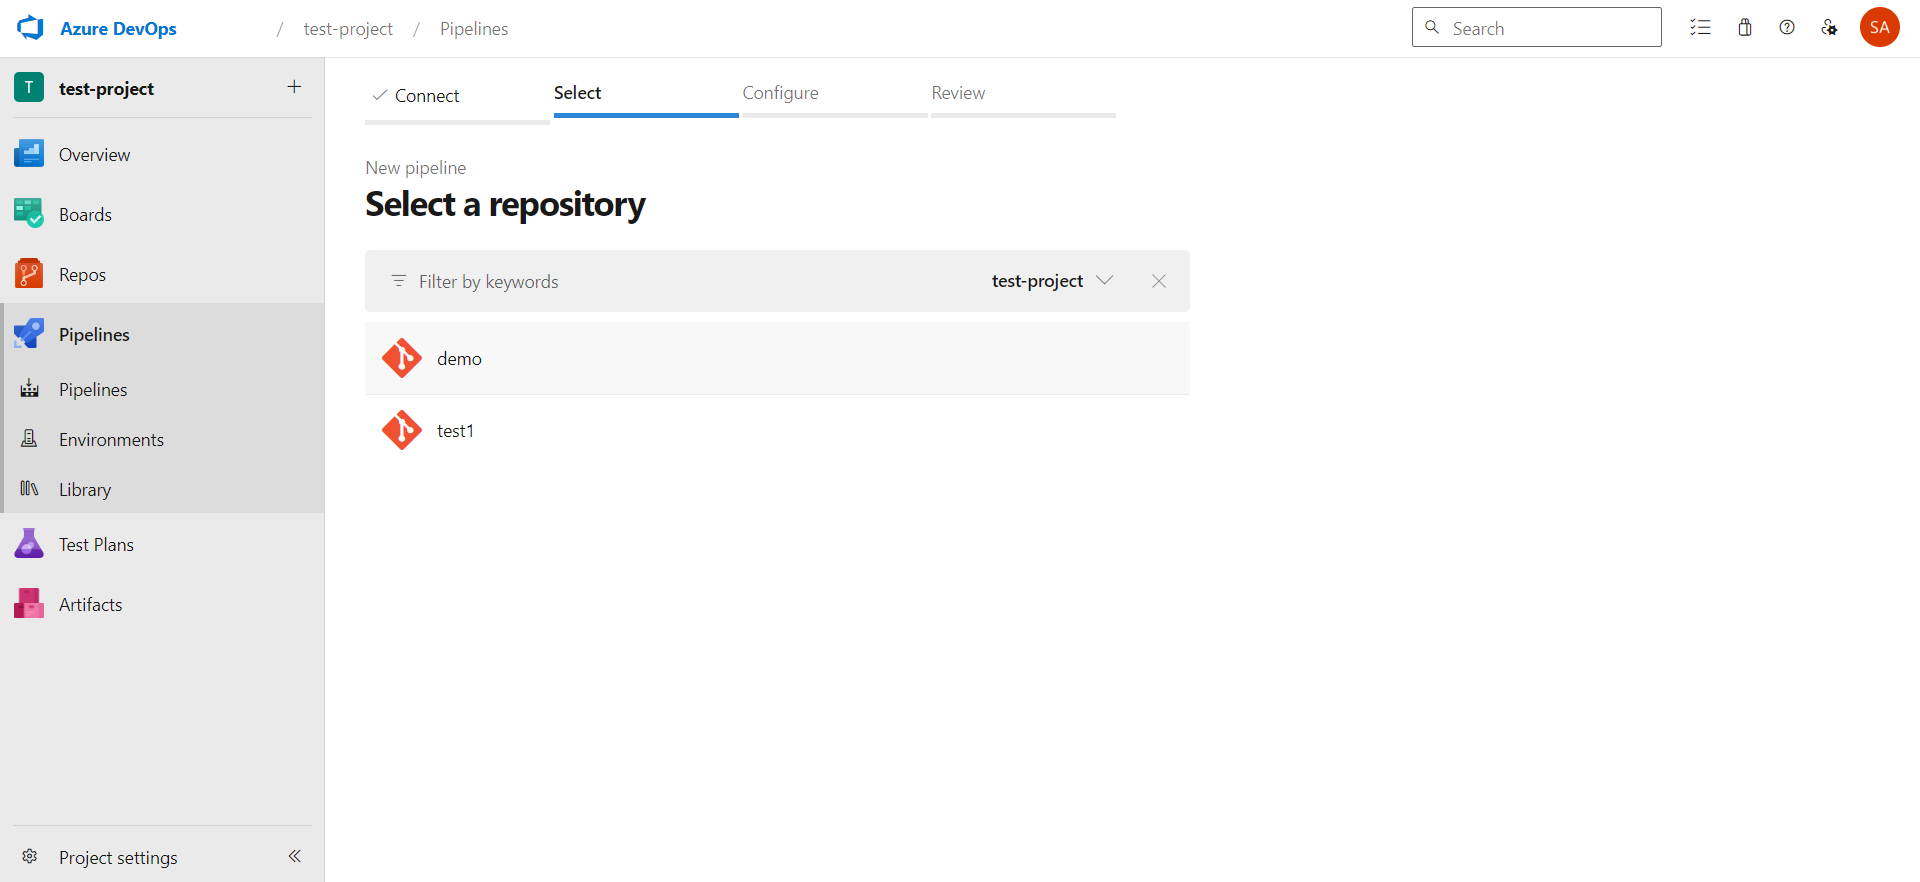 Azure DevOps / test-project / Pipelines
Search
SA
T test-project
Overview
Boards
Repos
Pipelines
Pipelines
Environments
Library
Test Plans
Artifacts
Project settings
Connect
Select
Configure
Review
New pipeline
Select a repository
Filter by keywords
test-project
demo
test1